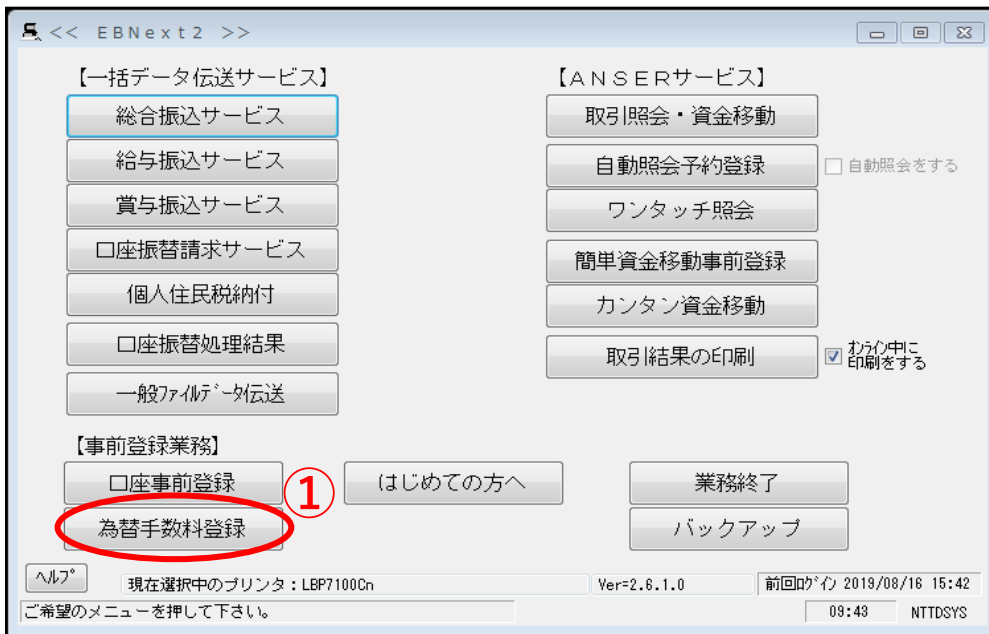 << EBNext2 >>
【一括データ伝送サービス】
総合振込サービス
給与振込サービス
賞与振込サービス
口座振替請求サービス
個人住民税納付
口座振替処理結果
一般ファイルデータ伝送
【ANSERサービス】
取引照会・資金移動
自動照会予約登録
自動照会をする
ワンタッチ照会
簡単資金移動事前登録
カンタン資金移動
取引結果の印刷
オンライン中に
印刷をする
【事前登録業務】
口座事前登録
①
はじめての方へ
業務終了
為替手数料登録
バックアップ
ヘルプ
現在選択中のプリンタ:LBP7100Cn
Ver=2.6.1.0
前回ログイン 2019/08/16 15:42
ご希望のメニューを押して下さい。
09:43
NTTDSYS